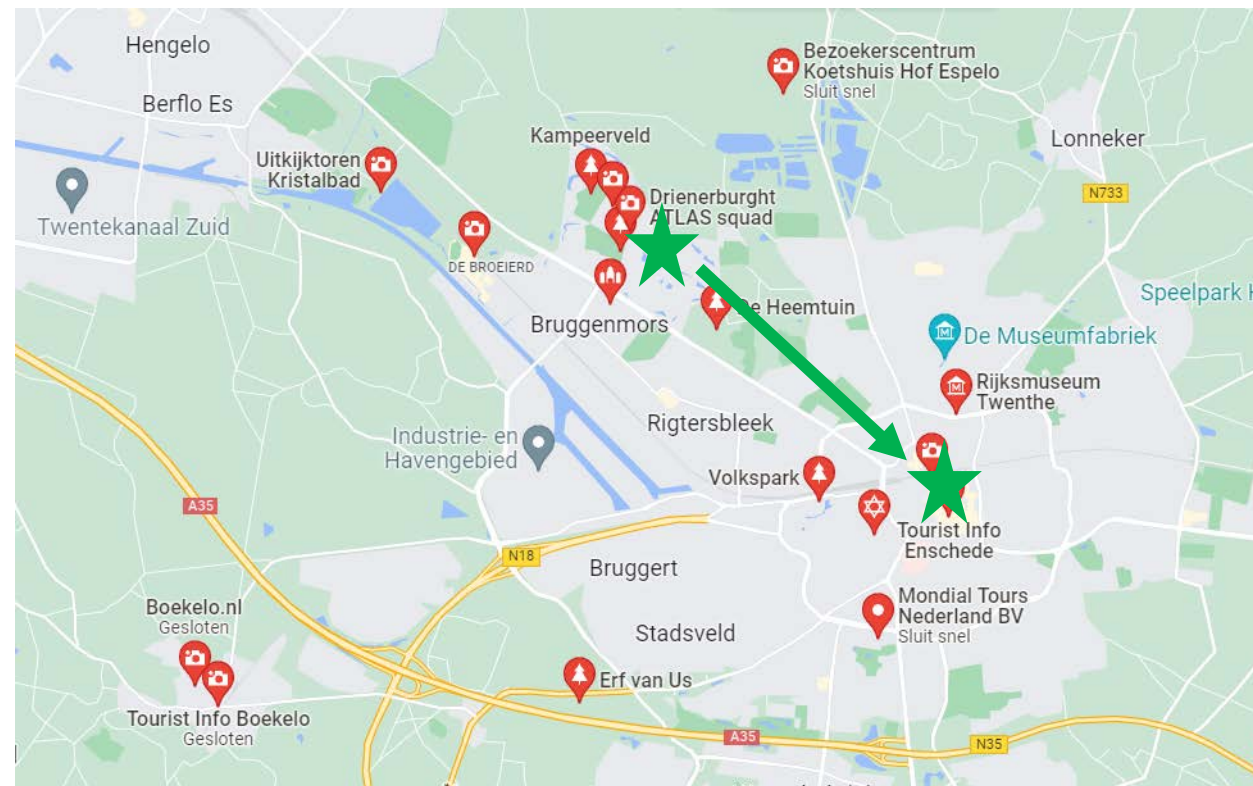 Hengelo
Bezoekerscentrum
Koetshuis Hof Espelo
Sluit snel
Berflo Es
Kampeerveld
Lonneker
Uitkijktoren
Kristalbad
N733
Drienerburght
ATLAS squad
Twentekanaal Zuid
DE BROEIERD
Speelpark
De Heemtuin
Bruggenmors
De Museumfabriek
Rijksmuseum
Twenthe
Rigtersbleek
Industrie- en
Havengebied
Volkspark
A35
Tourist Info
Enschede
N18
Bruggert
Mondial Tours
Nederland BV
Sluit snel
Boekelo.nl
Gesloten
Stadsveld
Erf van Us
Tourist Info Boekelo
Gesloten
A35
N35